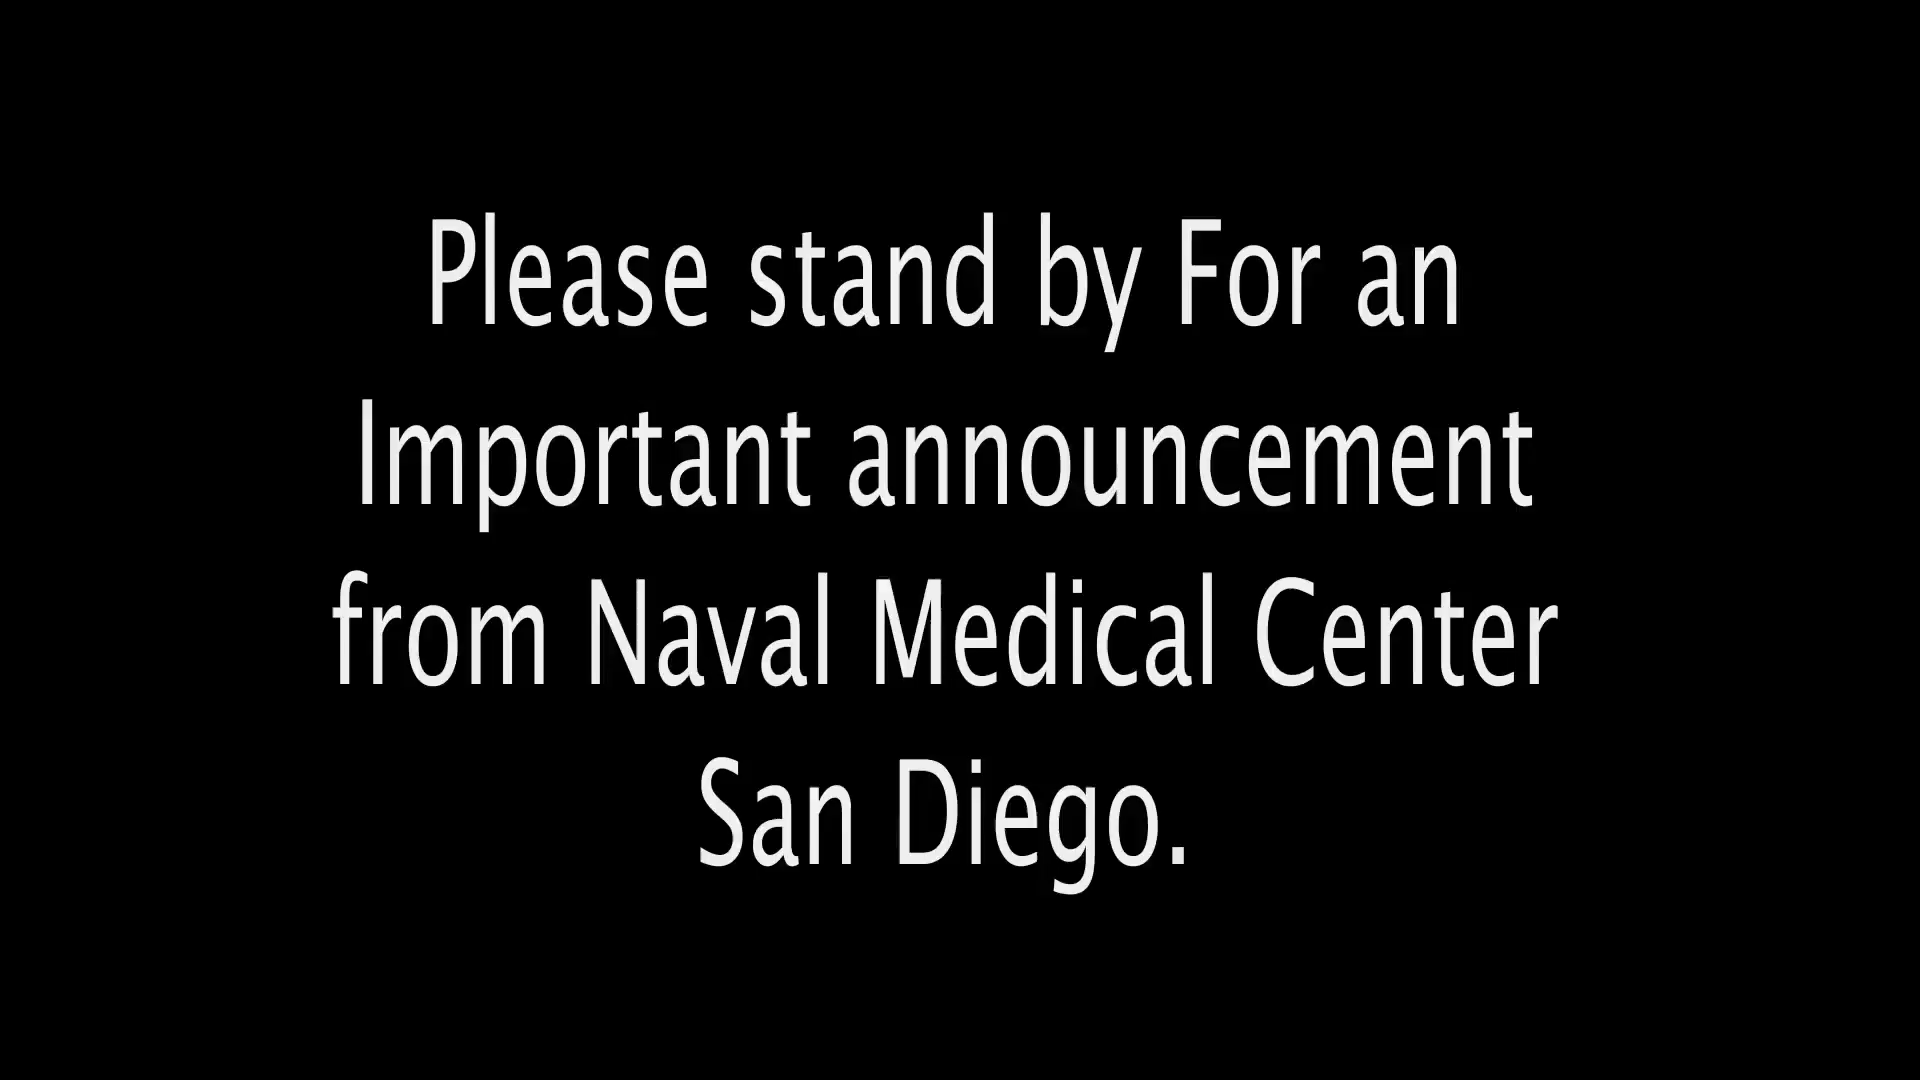 Please stand by For an
Important announcement
from Naval Medical Center
San Diego.